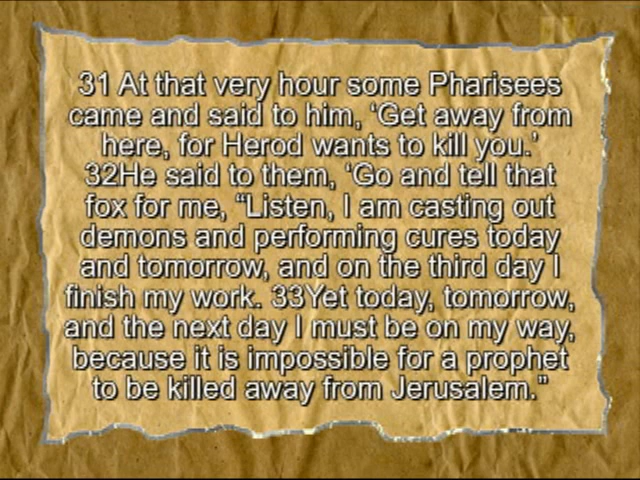 31 At that very hour some Pharisees
came and said to him, ‘Get away from
here, for Herod wants to kill you.’
32He said to them, ‘Go and tell that
fox for me, “Listen, I am casting out
demons and performing cures today
and tomorrow, and on the third day I
finish my work. 33Yet today, tomorrow,
and the next day I must be on my way,
because it is impossible for a prophet
to be killed away from Jerusalem.”